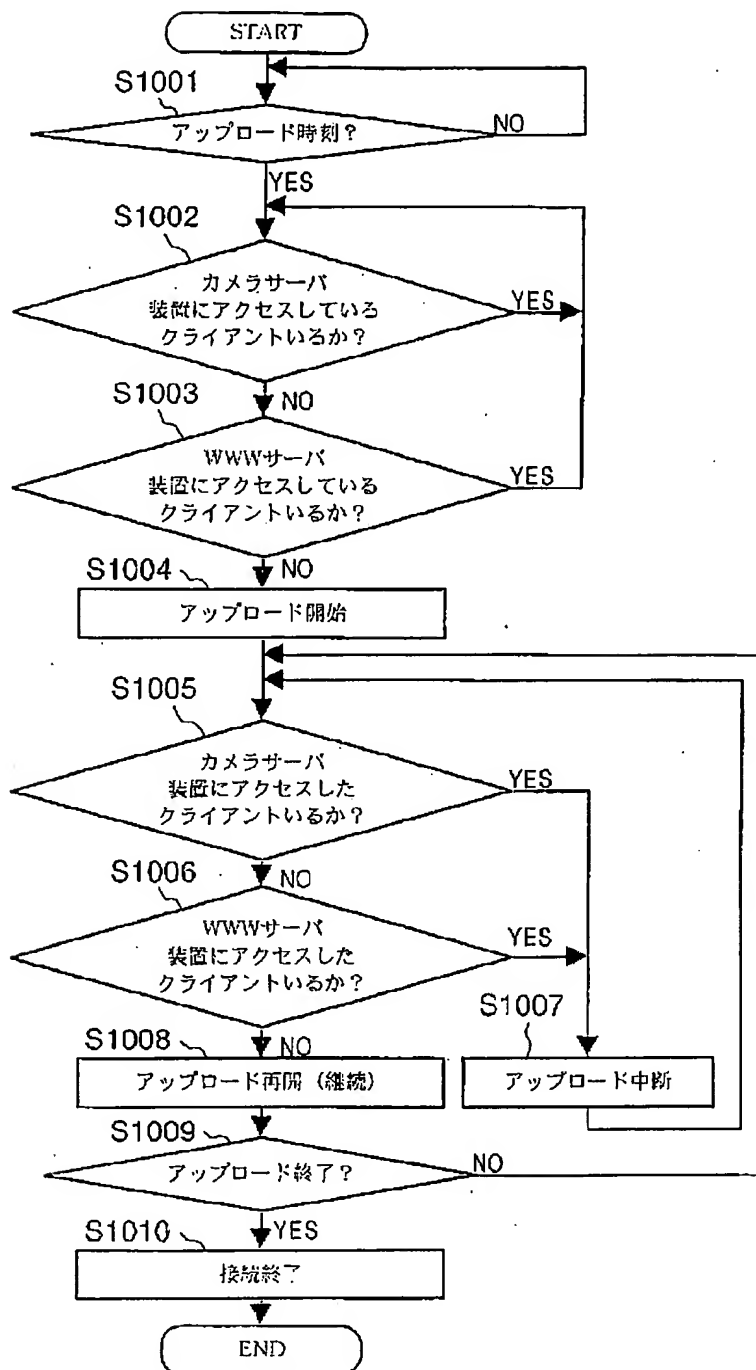 START
S1001
アップロード時刻?
NO
YES
S1002
カメラサーバ
装置にアクセスしている
クライアントいるか?
YES
NO
S1003
WWWサーバ
装置にアクセスしている
クライアントいるか?
YES
NO
S1004
アップロード開始
S1005
カメラサーバ
装置にアクセスした
クライアントいるか?
YES
NO
S1006
WWWサーバ
装置にアクセスした
クライアントいるか?
YES
NO
S1007
アップロード中断
S1008
アップロード再開(継続)
S1009
アップロード終了?
NO
YES
S1010
接続終了
END